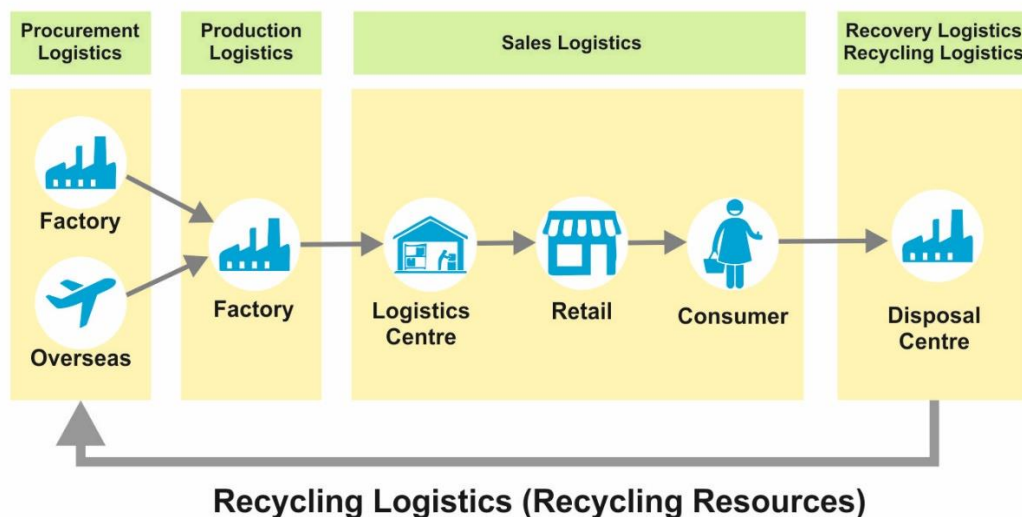 Procurement
Logistics
Production
Logistics
Sales Logistics
Recovery Logistics
Recycling Logistics
Factory
Overseas
Factory
Logistics
Centre
Retail
Consumer
Disposal
Centre
Recycling Logistics (Recycling Resources)